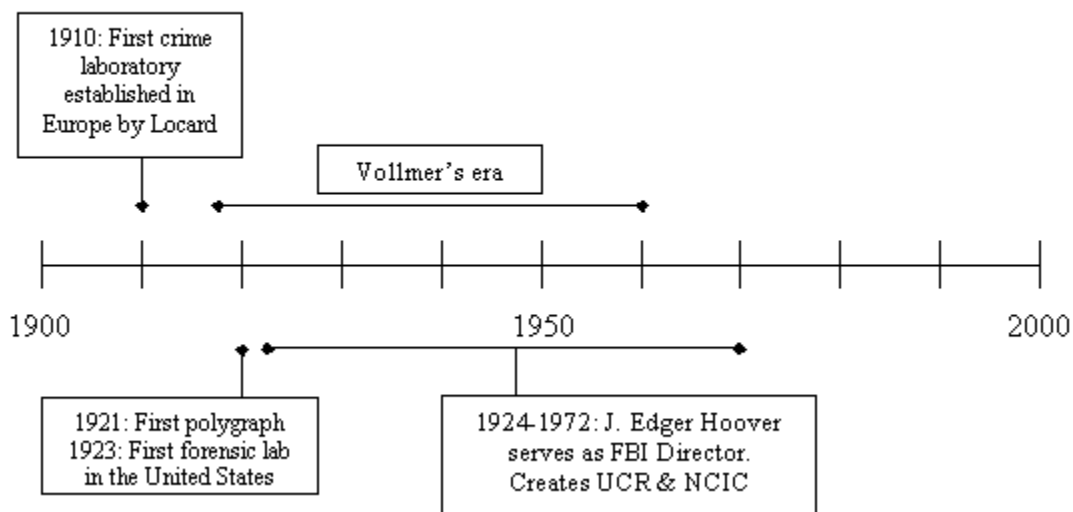 1910: First crime
laboratory
established in
Europe by Locard
Vollmer's era
1900
1950
2000
1921: First polygraph
1923: First forensic lab
in the United States
1924-1972: J. Edger Hoover
serves as FBI Director.
Creates UCR & NCIC